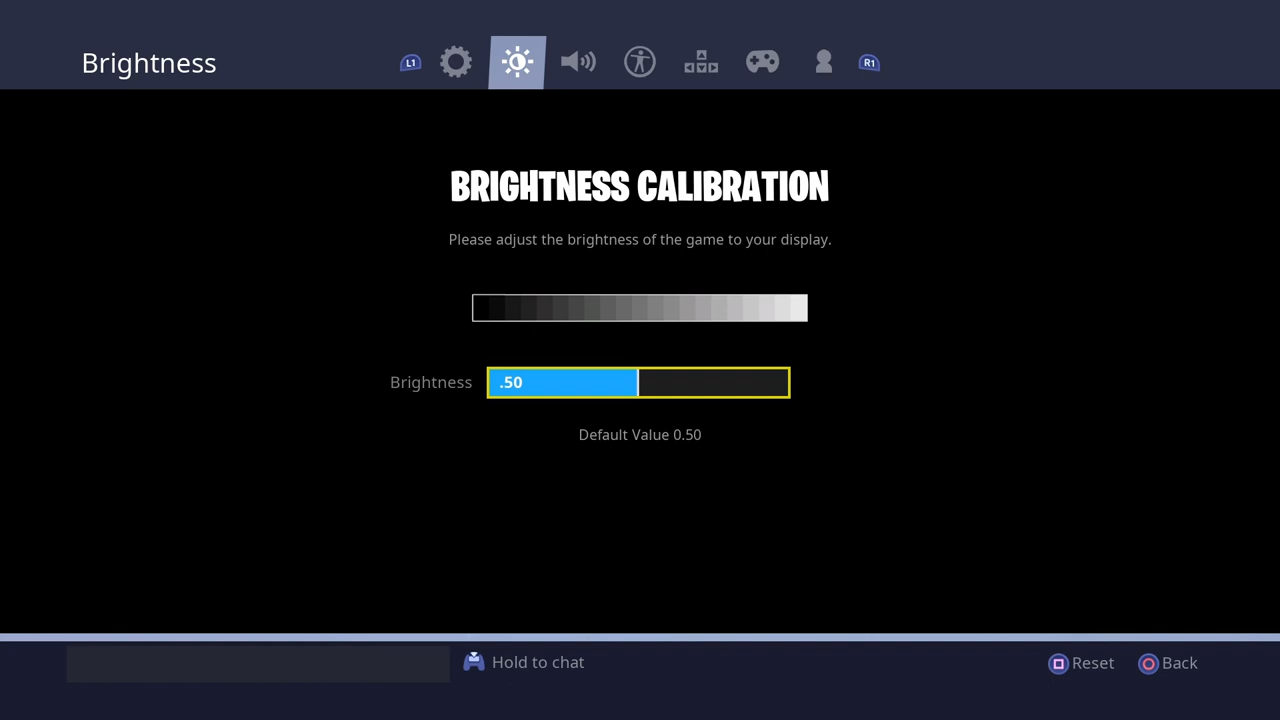 Brightness
L1
R1
BRIGHTNESS CALIBRATION
Please adjust the brightness of the game to your display.
Brightness .50
Default Value 0.50
Hold to chat
Reset
Back